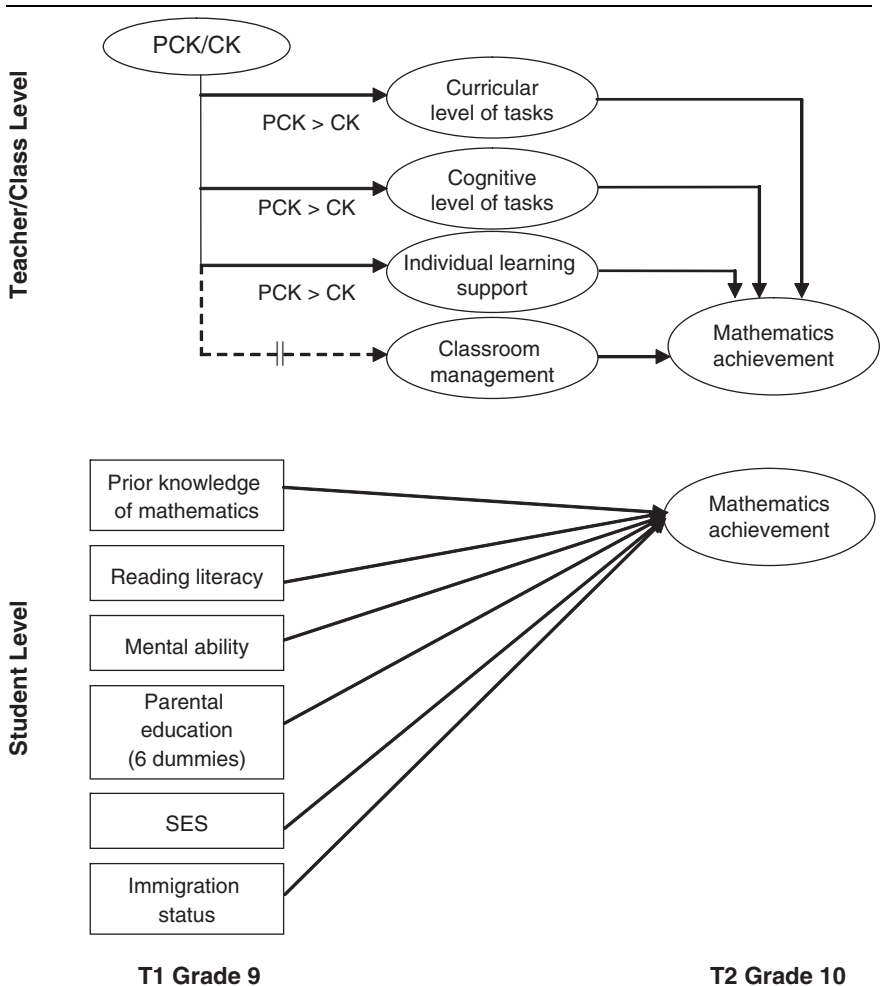 Teacher/Class Level
PCK/CK
Curricular
level of tasks
PCK > CK
Cognitive
level of tasks
PCK > CK
Individual learning
support
PCK > CK
Classroom
management
Mathematics
achievement
Student Level
Prior knowledge
of mathematics
Reading literacy
Mental ability
Parental
education
(6 dummies)
SES
Immigration
status
Mathematics
achievement
T1 Grade 9
T2 Grade 10